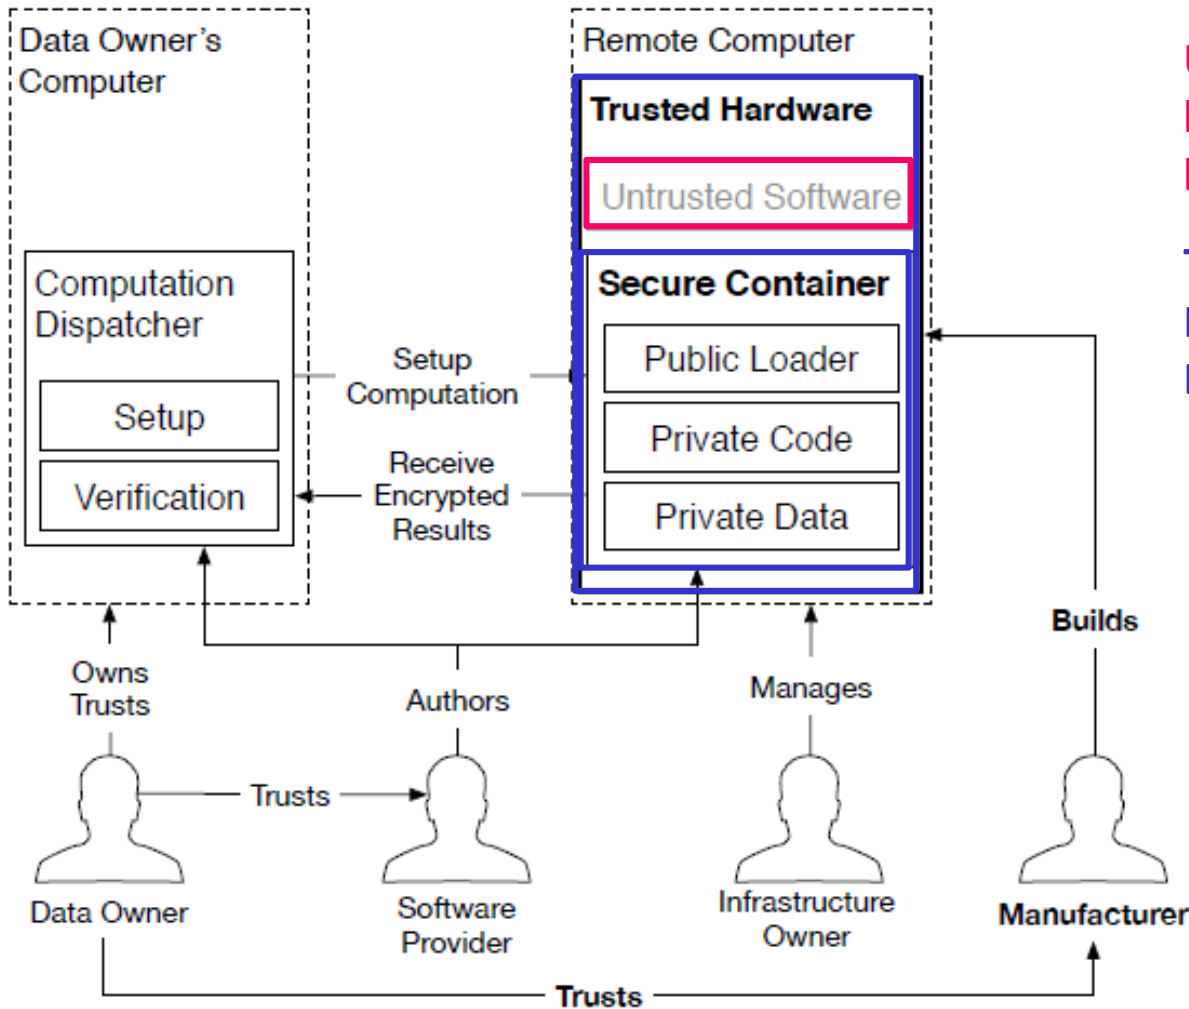 Data Owner's
Computer
Remote Computer
Trusted Hardware
Untrusted Software
Secure Container
Public Loader
Private Code
Private Data
Computation
Dispatcher
Setup
Verification
Setup
Computation
Receive
Encrypted
Results
Builds
Owns
Trusts
Authors
Manages
Trusts
Data Owner
Software
Provider
Infrastructure
Owner
Manufacturer
Trusts